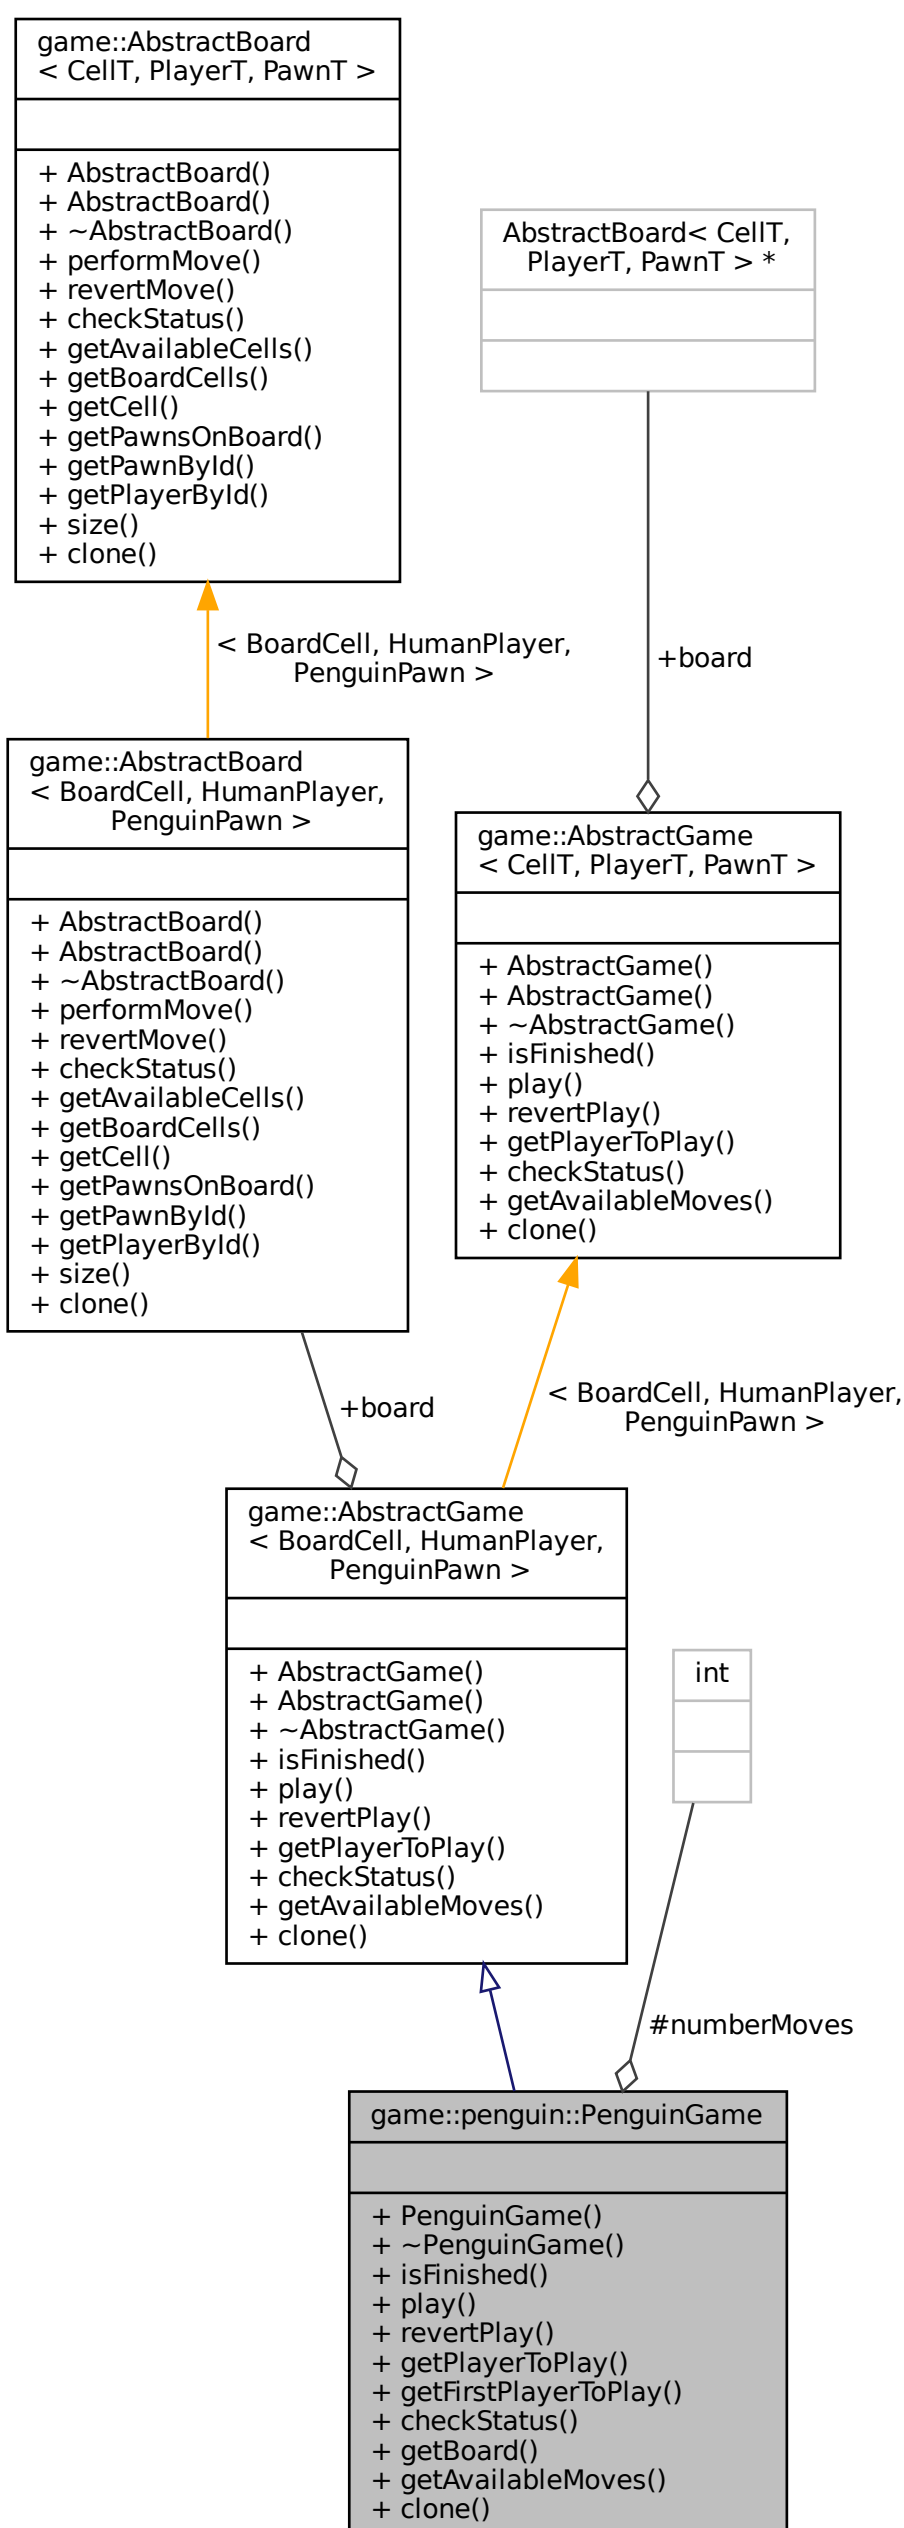 game::AbstractBoard
< CellT, PlayerT, PawnT >
+ AbstractBoard()
+ AbstractBoard()
+ ~AbstractBoard()
+ performMove()
+ revertMove()
+ checkStatus()
+ getAvailableCells()
+ getBoardCells()
+ getCell()
+ getPawnsOnBoard()
+ getPawnById()
+ getPlayerById()
+ size()
+ clone()
AbstractBoard< CellT,
PlayerT, PawnT > *
< BoardCell, HumanPlayer,
PenguinPawn >
+board
game::AbstractBoard
< BoardCell, HumanPlayer,
PenguinPawn >
+ AbstractBoard()
+ AbstractBoard()
+ ~AbstractBoard()
+ performMove()
+ revertMove()
+ checkStatus()
+ getAvailableCells()
+ getBoardCells()
+ getCell()
+ getPawnsOnBoard()
+ getPawnById()
+ getPlayerById()
+ size()
+ clone()
game::AbstractGame
< CellT, PlayerT, PawnT >
+ AbstractGame()
+ AbstractGame()
+ ~AbstractGame()
+ isFinished()
+ play()
+ revertPlay()
+ getPlayerToPlay()
+ checkStatus()
+ getAvailableMoves()
+ clone()
+board
< BoardCell, HumanPlayer,
PenguinPawn >
game::AbstractGame
< BoardCell, HumanPlayer,
PenguinPawn >
+ AbstractGame()
+ AbstractGame()
+ ~AbstractGame()
+ isFinished()
+ play()
+ revertPlay()
+ getPlayerToPlay()
+ checkStatus()
+ getAvailableMoves()
+ clone()
int
#numberMoves
game::penguin::PenguinGame
+ PenguinGame()
+ ~PenguinGame()
+ isFinished()
+ play()
+ revertPlay()
+ getPlayerToPlay()
+ getFirstPlayerToPlay()
+ checkStatus()
+ getBoard()
+ getAvailableMoves()
+ clone()